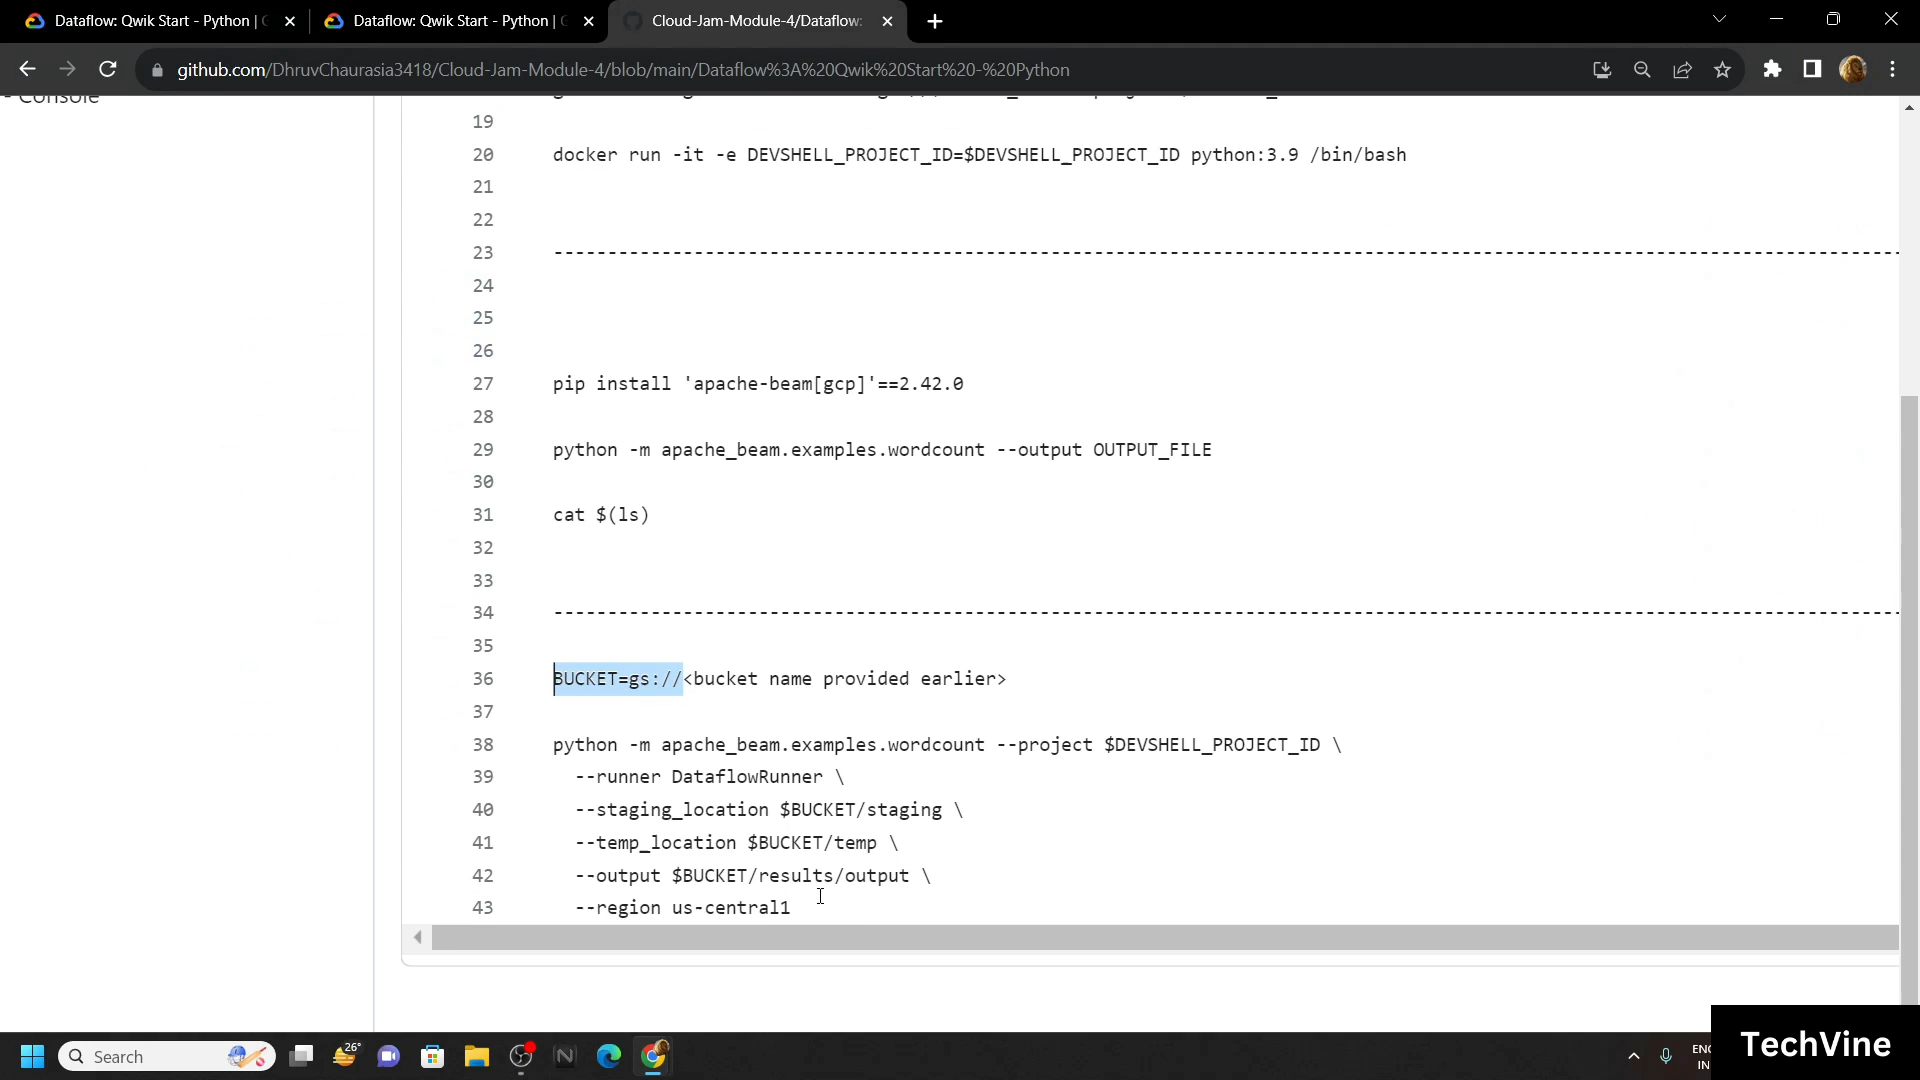 Dataflow: Qwik Start - Python | G
Dataflow: Qwik Start - Python | G
Cloud-Jam-Module-4/Dataflow:
github.com/DhruvChaurasia3418/Cloud-Jam-Module-4/blob/main/Dataflow%3A%20Qwik%20Start%20-%20Python
- Console
19
20 docker run -it -e DEVSHELL_PROJECT_ID=$DEVSHELL_PROJECT_ID python:3.9 /bin/bash
21
22
23 ----------------------------------------------------------------------------------------------------------------------------
24
25
26
27 pip install 'apache-beam[gcp]'==2.42.0
28
29 python -m apache_beam.examples.wordcount --output OUTPUT_FILE
30
31 cat $(ls)
32
33
34 ----------------------------------------------------------------------------------------------------------------------------
35
36 BUCKET=gs://<bucket name provided earlier>
37
38 python -m apache_beam.examples.wordcount --project $DEVSHELL_PROJECT_ID \
39 --runner DataflowRunner \
40 --staging_location $BUCKET/staging \
41 --temp_location $BUCKET/temp \
42 --output $BUCKET/results/output \
43 --region us-central1
Search
26°
ENG
IN
TechVine